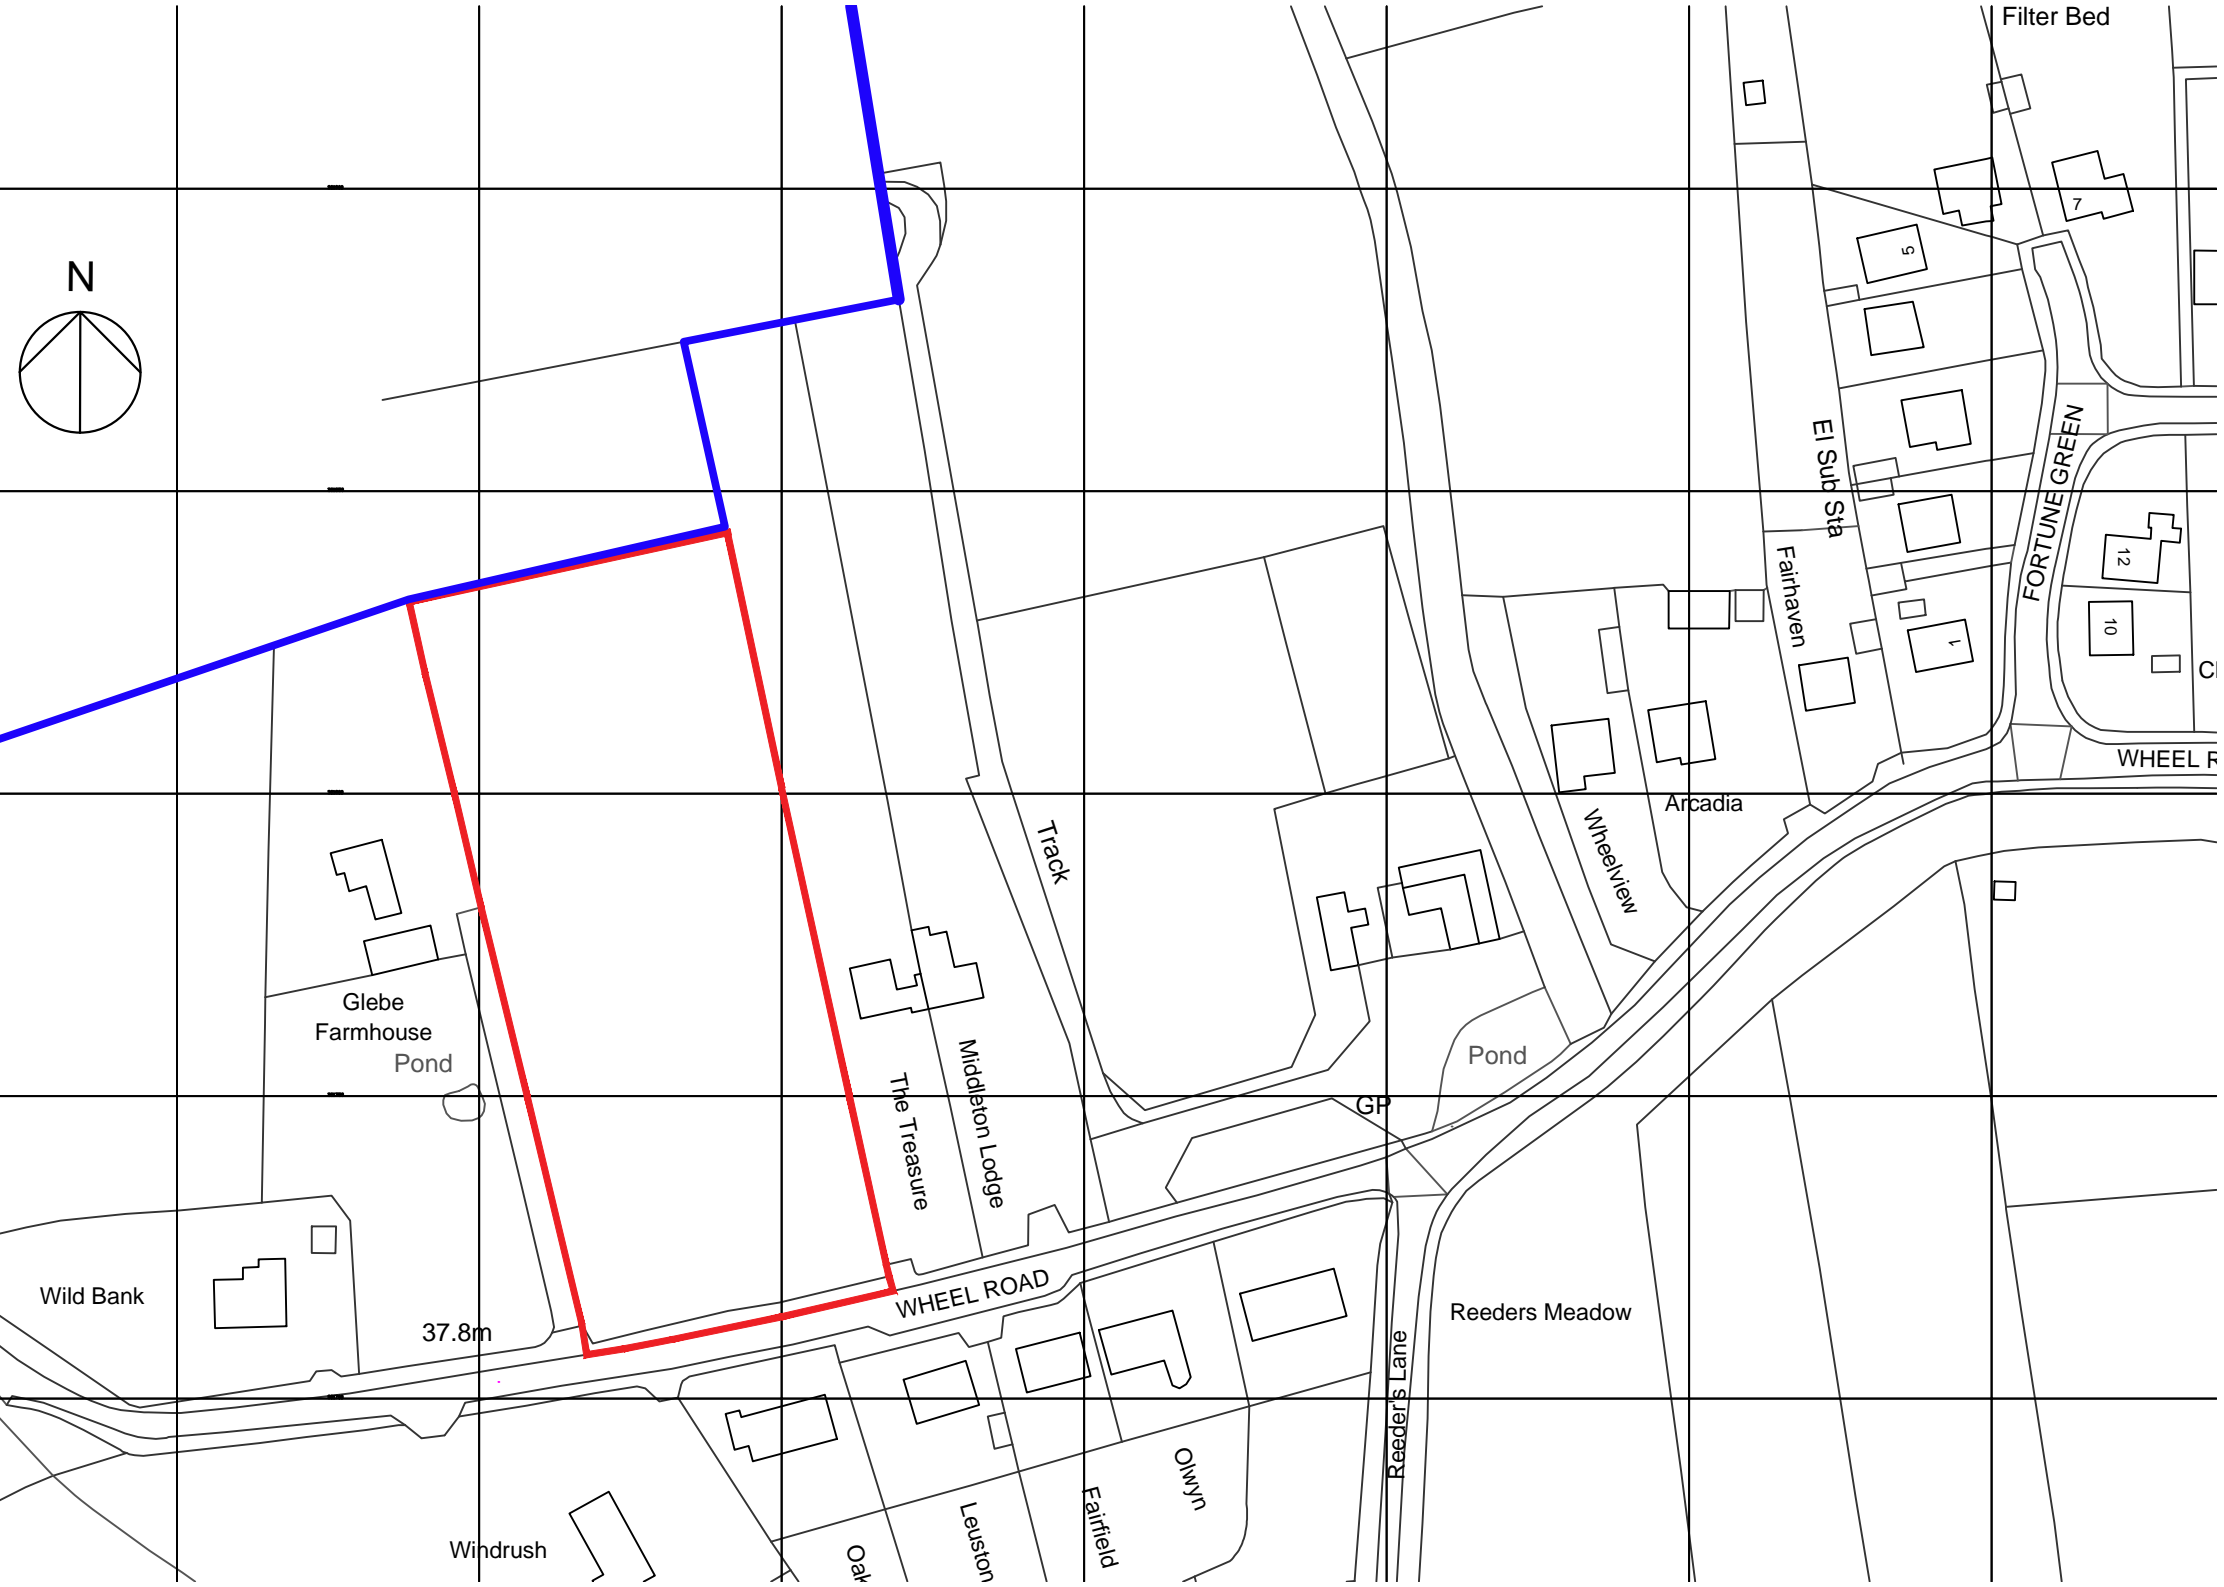 Filter Bed
7
5
N
El Sub Sta
FORTUNE GREEN
12
Fairhaven
10
1
WHEEL R
Arcadia
Track
Wheelview
Glebe
Farmhouse
Pond
Pond
The Treasure
Middleton Lodge
GP
Wild Bank
WHEEL ROAD
37.8m
Reeders Meadow
Reeder's Lane
Olwyn
Windrush
Leuston
Fairfield
Oak